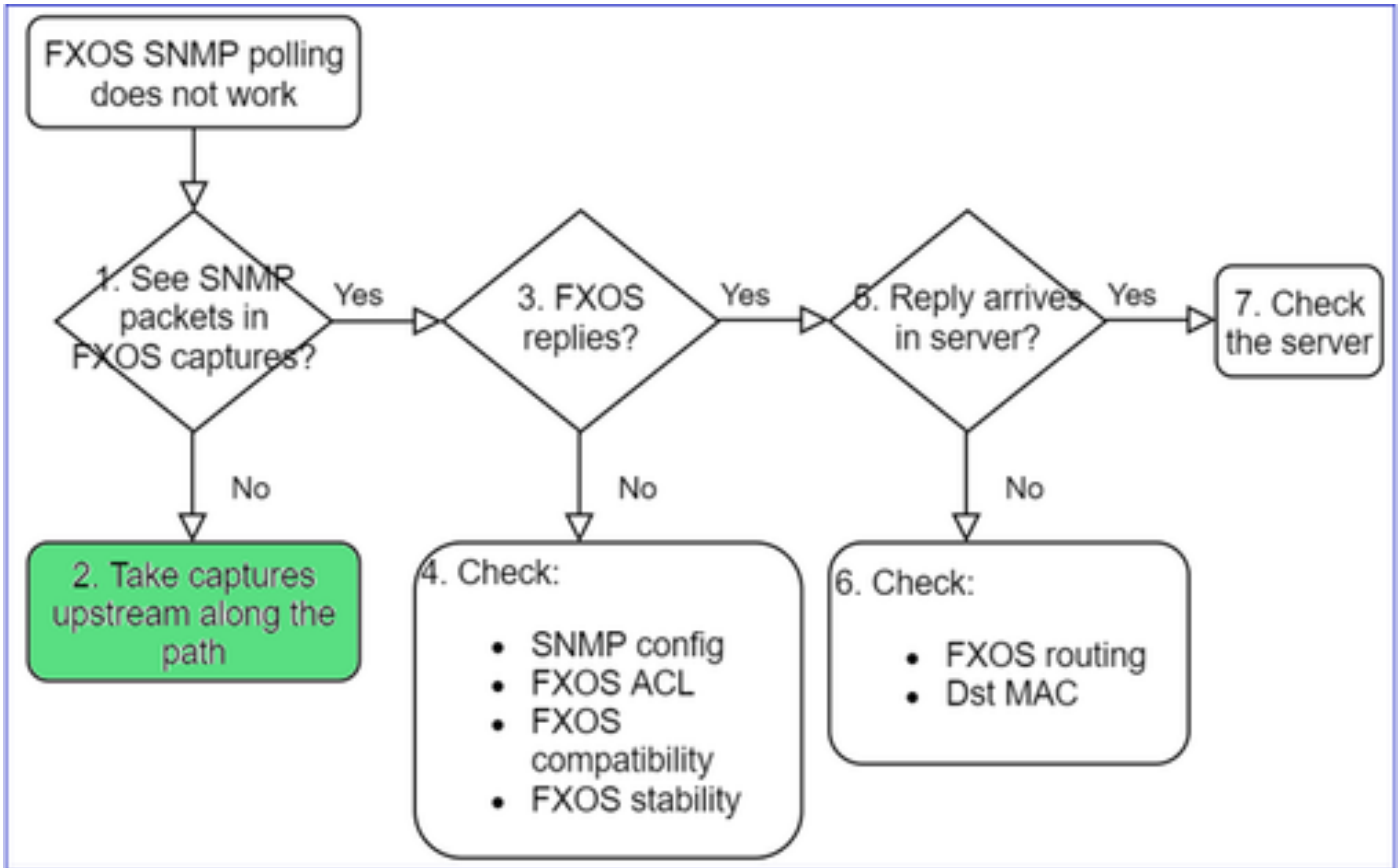 FXOS SNMP polling
does not work
1. See SNMP
packets in
FXOS captures?
Yes
3. FXOS
replies?
Yes
5. Reply arrives
in server?
Yes
7. Check
the server
No
No
No
2. Take captures
upstream along the
path
4. Check:
• SNMP config
• FXOS ACL
• FXOS
compatibility
• FXOS stability
6. Check:
• FXOS routing
• Dst MAC